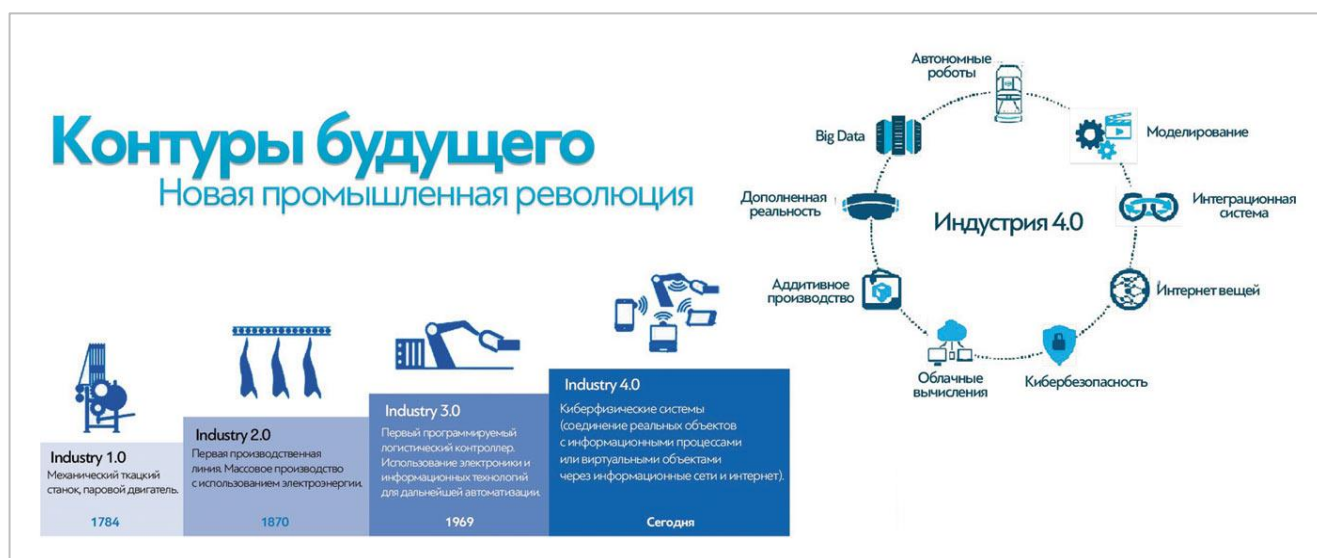 Контуры будущего
Новая промышленная революция
Industry 1.0
Механический ткацкий
станок, паровой двигатель.
1784
Industry 2.0
Первая производственная
линия. Массовое производство
с использованием электроэнергии.
1870
Industry 3.0
Первый программируемый
логистический контроллер.
Использование электроники и
информационных технологий
для дальнейшей автоматизации.
1969
Industry 4.0
Киберфизические системы
(соединение реальных объектов
с информационными процессами
или виртуальными объектами
через информационные сети и интернет).
Сегодня
Индустрия 4.0
Автономные
роботы
Моделирование
Интеграционная
система
Интернет вещей
Кибербезопасность
Облачные
вычисления
Аддитивное
производство
Дополненная
реальность
Big Data